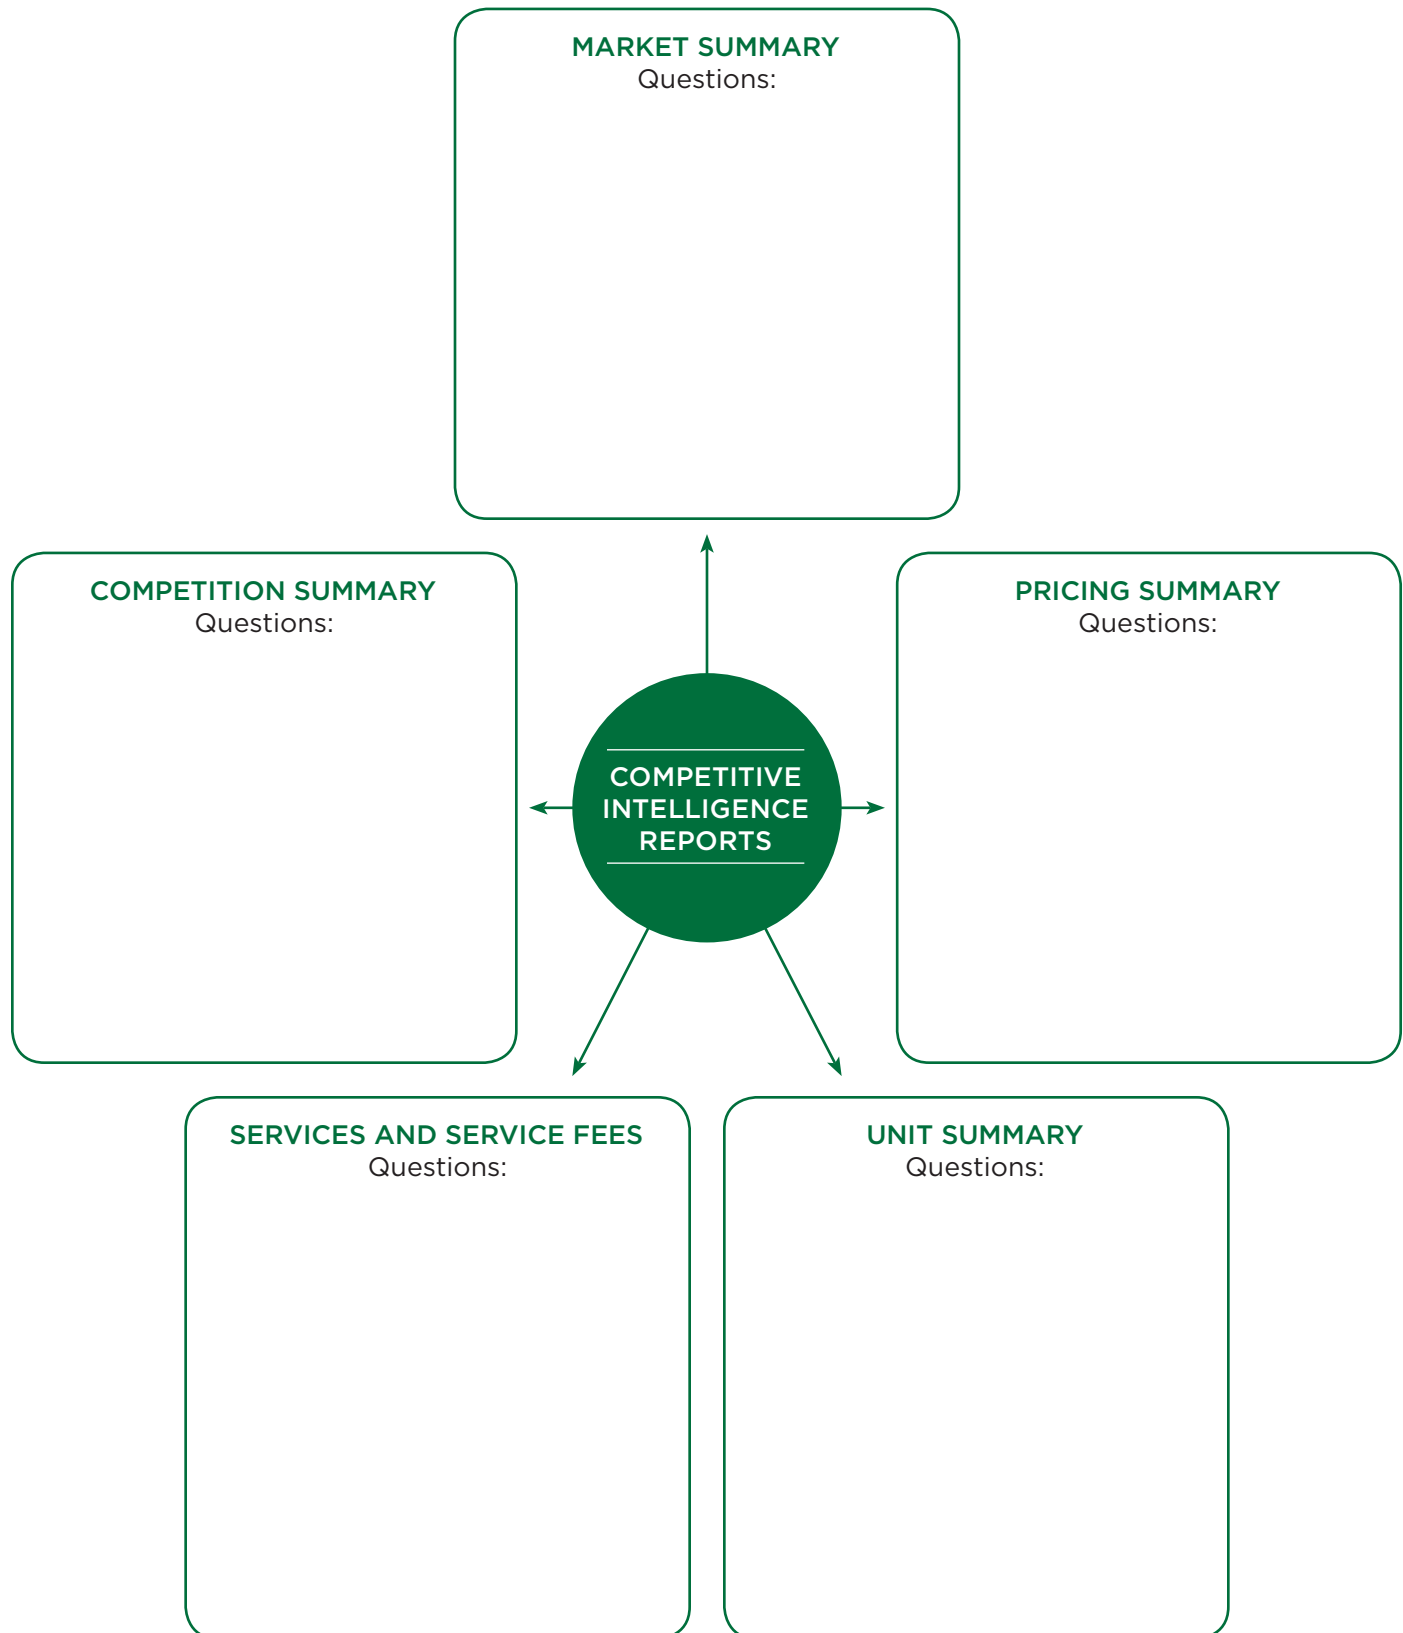 MARKET SUMMARY
Questions:
COMPETITION SUMMARY
Questions:
PRICING SUMMARY
Questions:
COMPETITIVE
INTELLIGENCE
REPORTS
SERVICES AND SERVICE FEES
Questions:
UNIT SUMMARY
Questions: